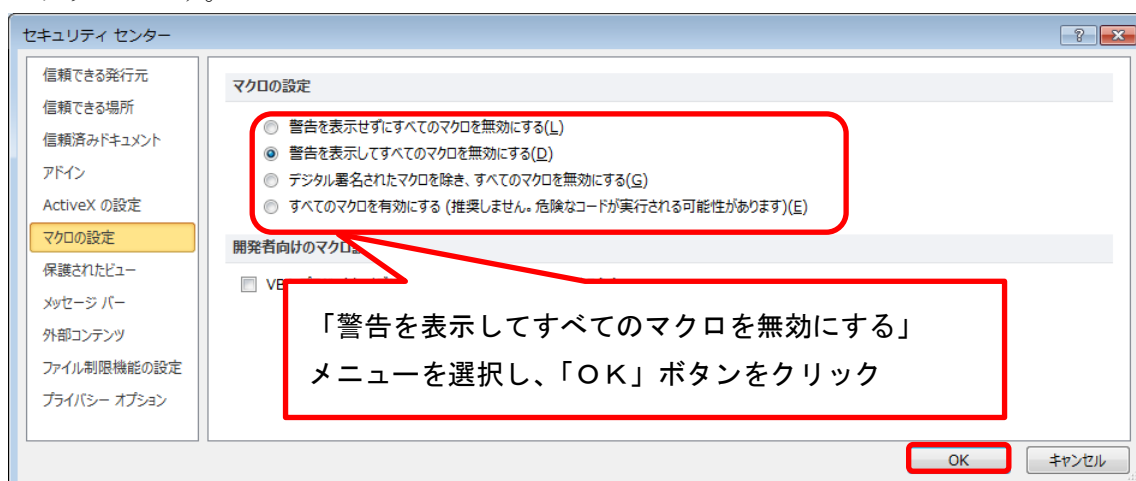 セキュリティ センター
信頼できる発行元
信頼できる場所
信頼済みドキュメント
アドイン
ActiveX の設定
マクロの設定
保護されたビュー
メッセージ バー
外部コンテンツ
ファイル制限機能の設定
プライバシー オプション
マクロの設定
警告を表示せずにすべてのマクロを無効にする(L)
警告を表示してすべてのマクロを無効にする(D)
デジタル署名されたマクロを除き、すべてのマクロを無効にする(G)
すべてのマクロを有効にする (推奨しません。危険なコードが実行される可能性があります)(E)
開発者向けのマクロ
「警告を表示してすべてのマクロを無効にする」
メニューを選択し、「ＯＫ」ボタンをクリック
OK
キャンセル